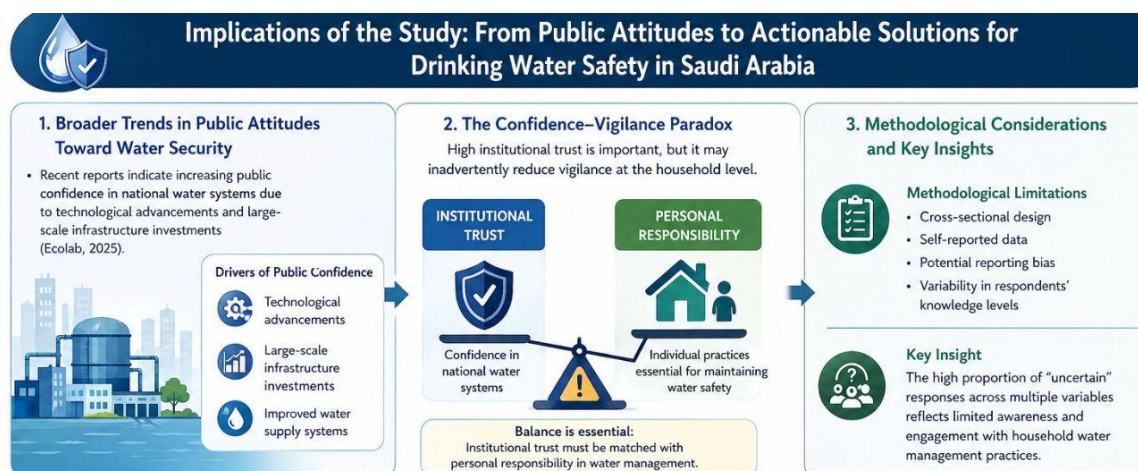 Implications of the Study: From Public Attitudes to Actionable Solutions for
Drinking Water Safety in Saudi Arabia
1. Broader Trends in Public Attitudes
Toward Water Security
• Recent reports indicate increasing public
confidence in national water systems due
to technological advancements and large-
scale infrastructure investments
(Ecolab, 2025).
Drivers of Public Confidence
Technological
advancements
Large-scale
infrastructure
investments
Improved water
supply systems
2. The Confidence–Vigilance Paradox
High institutional trust is important, but it may
inadvertently reduce vigilance at the household level.
INSTITUTIONAL
TRUST
Confidence in
national water
systems
PERSONAL
RESPONSIBILITY
Individual practices
essential for maintaining
water safety
Balance is essential:
Institutional trust must be matched with
personal responsibility in water management.
3. Methodological Considerations
and Key Insights
Methodological Limitations
• Cross-sectional design
• Self-reported data
• Potential reporting bias
• Variability in respondents'
knowledge levels
Key Insight
The high proportion of "uncertain"
responses across multiple variables
reflects limited awareness and
engagement with household water
management practices.